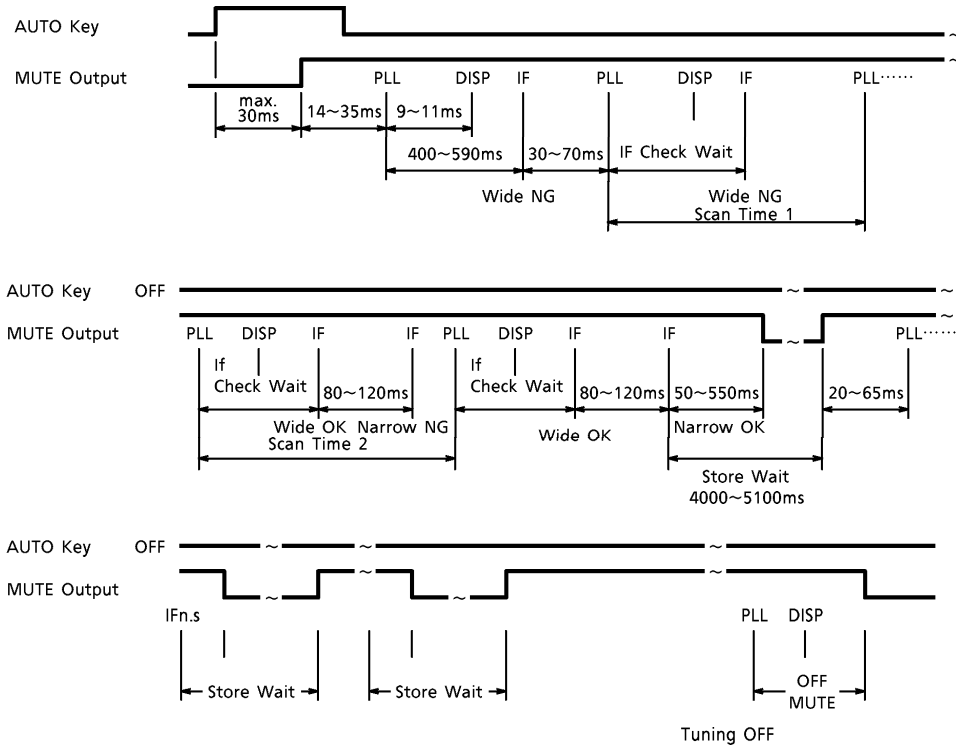 AUTO Key
~
MUTE Output
~
PLL DISP IF PLL DISP IF PLL······
max.
30ms
14~35ms 9~11ms
400~590ms 30~70ms IF Check Wait
Wide NG Wide NG
Scan Time 1
AUTO Key OFF ~ ~
MUTE Output ~ ~
PLL DISP IF IF PLL DISP IF IF PLL······
If
Check Wait
If
Check Wait
80~120ms 80~120ms 50~550ms 20~65ms
Wide OK Narrow NG Wide OK Narrow OK
Scan Time 2
Store Wait
4000~5100ms
AUTO Key OFF ~ ~ ~
MUTE Output ~ ~ ~ ~
IFn.s PLL DISP
Store Wait Store Wait
OFF
MUTE
Tuning OFF